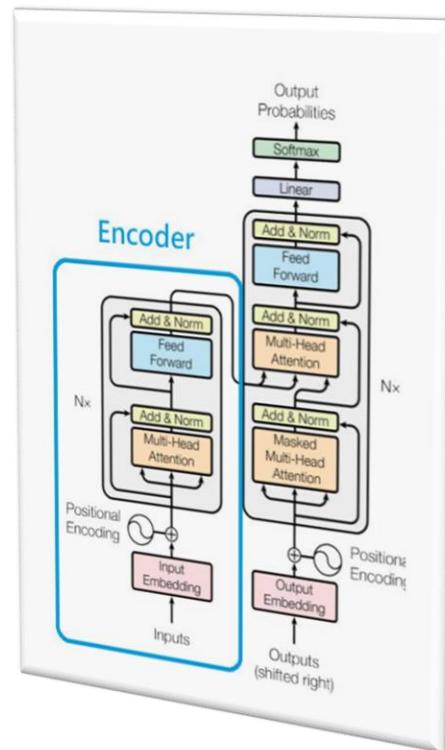 Output
Probabilities
Softmax
Linear
Add & Norm
Feed
Forward
Add & Norm
Multi-Head
Attention
Nx
Add & Norm
Masked
Multi-Head
Attention
Positional
Encoding
Output
Embedding
Outputs
(shifted right)
Encoder
Add & Norm
Feed
Forward
Nx
Add & Norm
Multi-Head
Attention
Positional
Encoding
Input
Embedding
Inputs